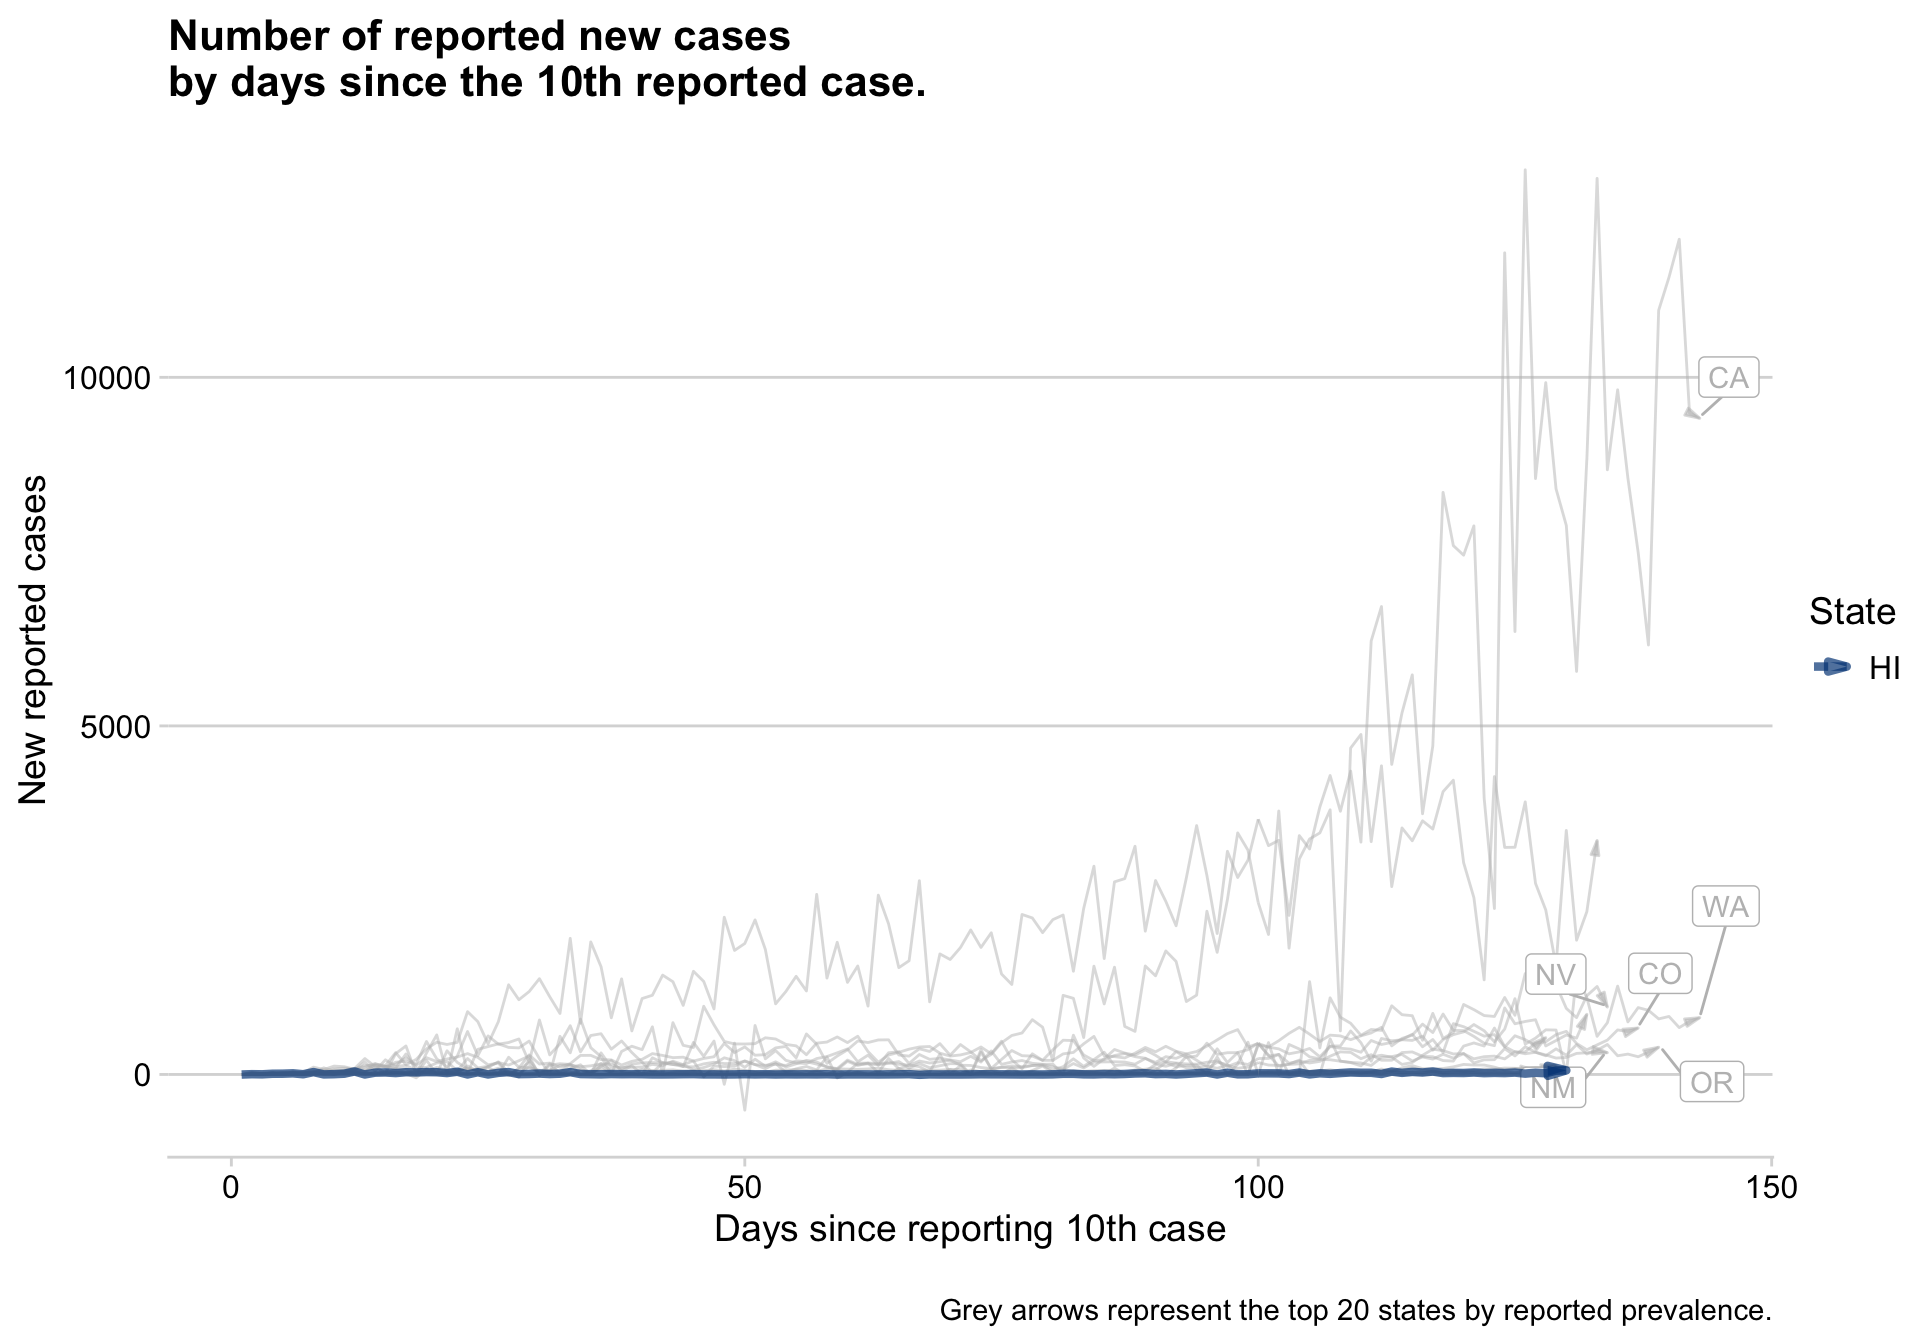 Number of reported new cases
by days since the 10th reported case.
New reported cases
10000
5000
0
CA
WA
NV
CO
NM
OR
State
HI
0
50
100
150
Days since reporting 10th case
Grey arrows represent the top 20 states by reported prevalence.